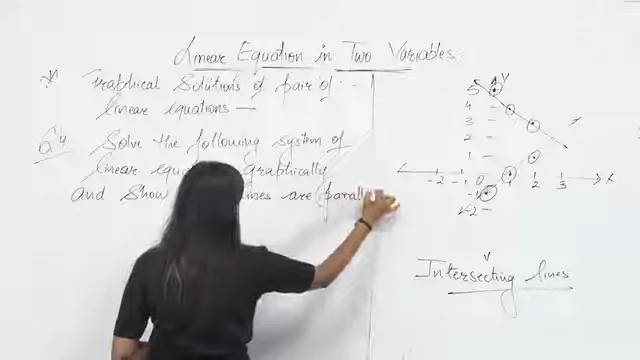 Linear Equation in Two Variables
* Graphical Solutions of pair of :-
linear equations —
Q4 Solve the following system of
linear equ graphically
and show lines are parall
5 Y
4
3
2
1
-2 -1 0 1 2 3 X
-1
-2
Intersecting lines